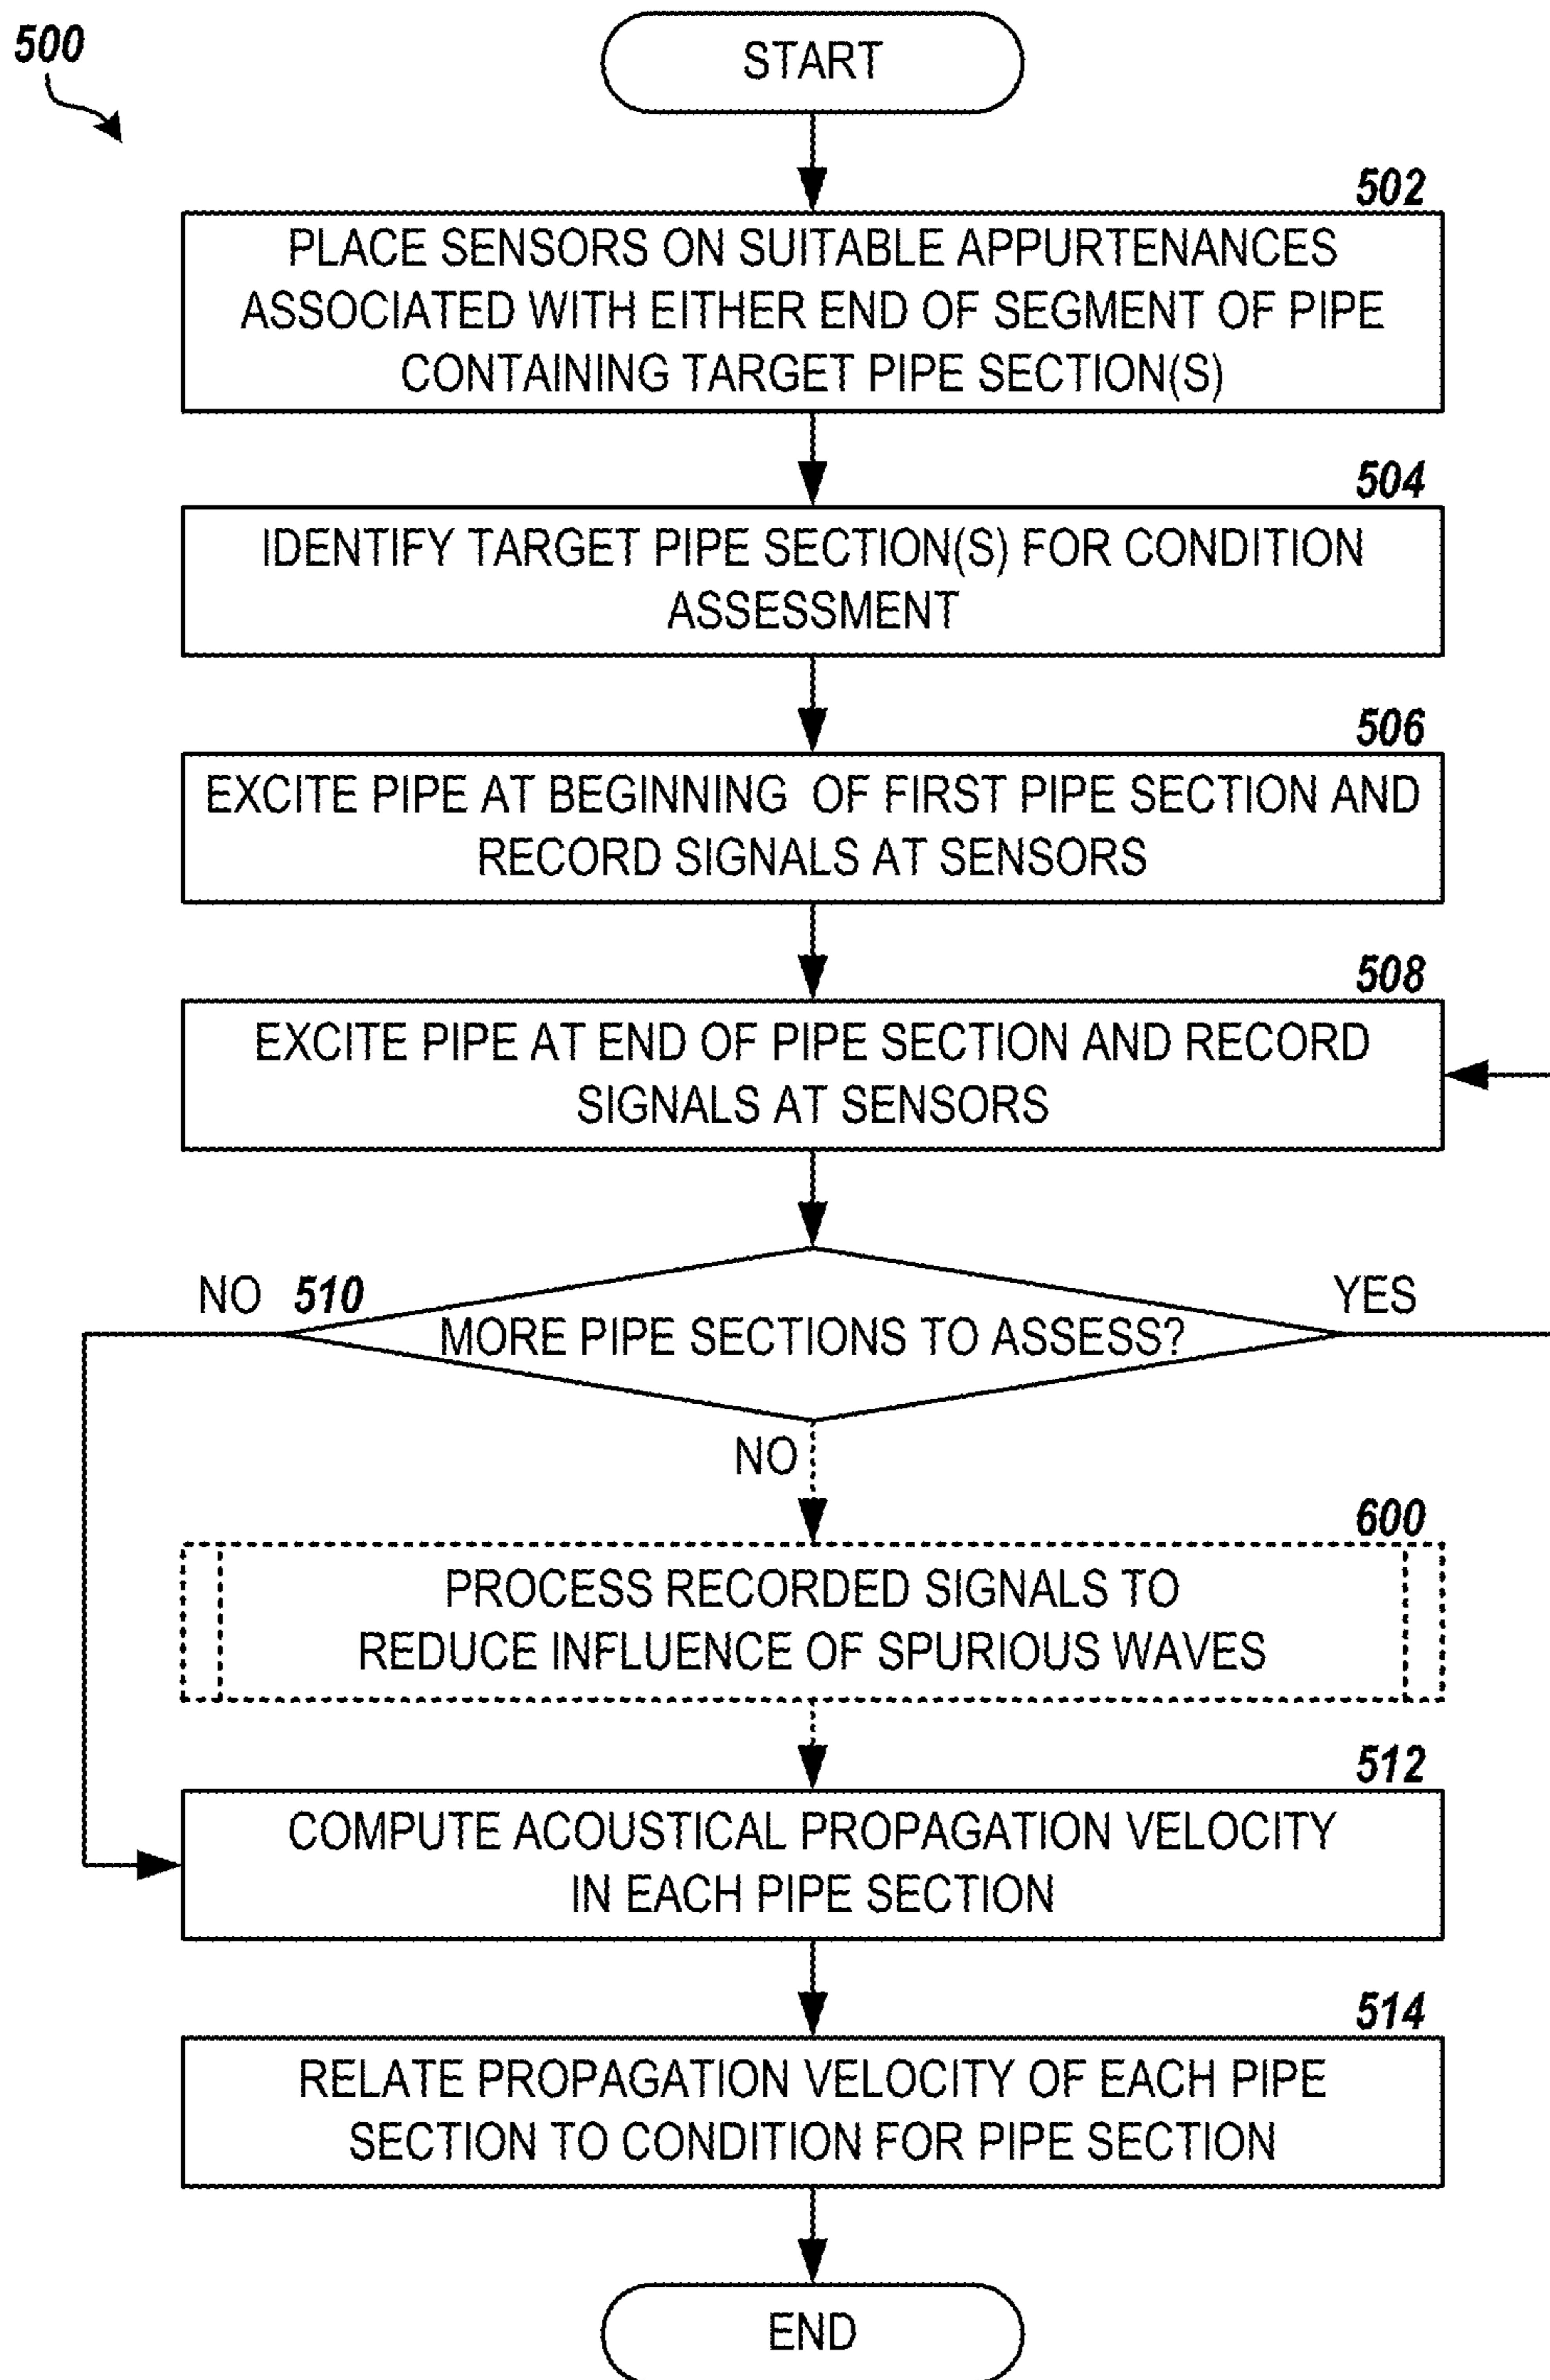 500
START
502
PLACE SENSORS ON SUITABLE APPURTENANCES
ASSOCIATED WITH EITHER END OF SEGMENT OF PIPE
CONTAINING TARGET PIPE SECTION(S)
504
IDENTIFY TARGET PIPE SECTION(S) FOR CONDITION
ASSESSMENT
506
EXCITE PIPE AT BEGINNING OF FIRST PIPE SECTION AND
RECORD SIGNALS AT SENSORS
508
EXCITE PIPE AT END OF PIPE SECTION AND RECORD
SIGNALS AT SENSORS
NO 510
YES
MORE PIPE SECTIONS TO ASSESS?
NO
600
PROCESS RECORDED SIGNALS TO
REDUCE INFLUENCE OF SPURIOUS WAVES
512
COMPUTE ACOUSTICAL PROPAGATION VELOCITY
IN EACH PIPE SECTION
514
RELATE PROPAGATION VELOCITY OF EACH PIPE
SECTION TO CONDITION FOR PIPE SECTION
END